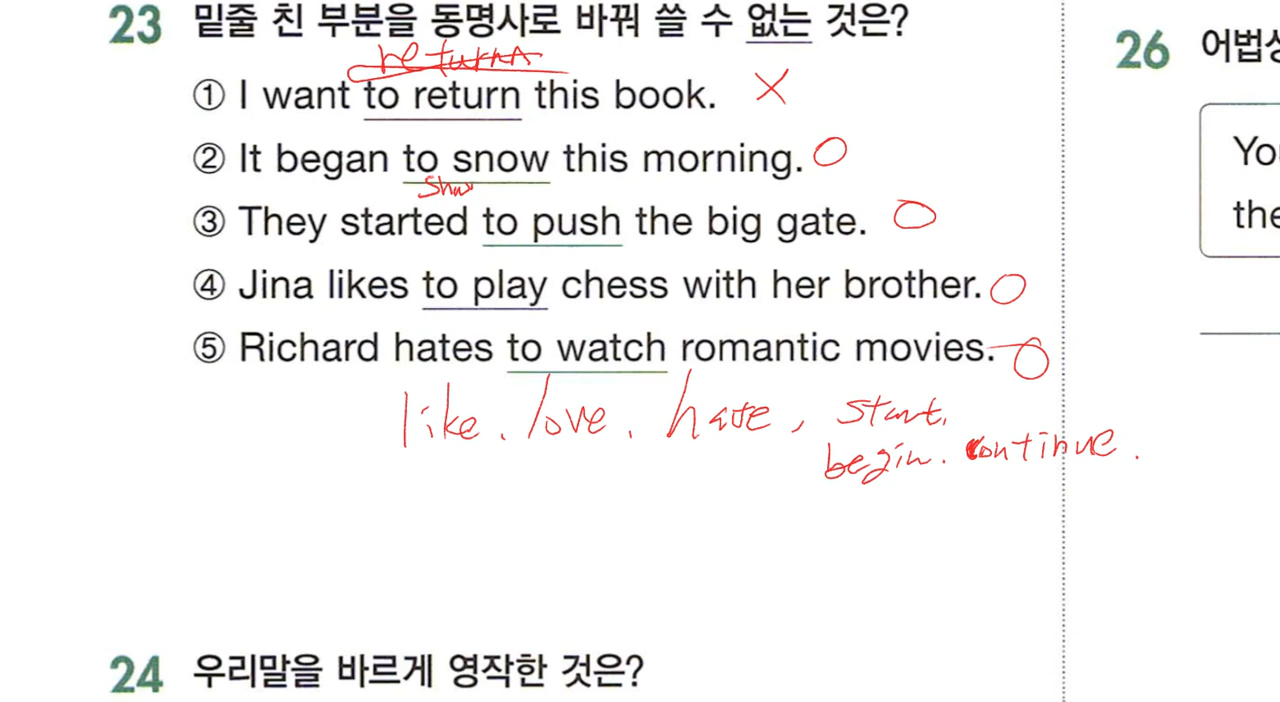 23 밑줄 친 부분을 동명사로 바꿔 쓸 수 없는 것은?
return
① I want to return this book. X
② It began to snow this morning. O
③ They started to push the big gate. O
④ Jina likes to play chess with her brother. O
⑤ Richard hates to watch romantic movies. O
like. love. hate, start.
begin. continue.
24 우리말을 바르게 영작한 것은?
26 어법상
You
the